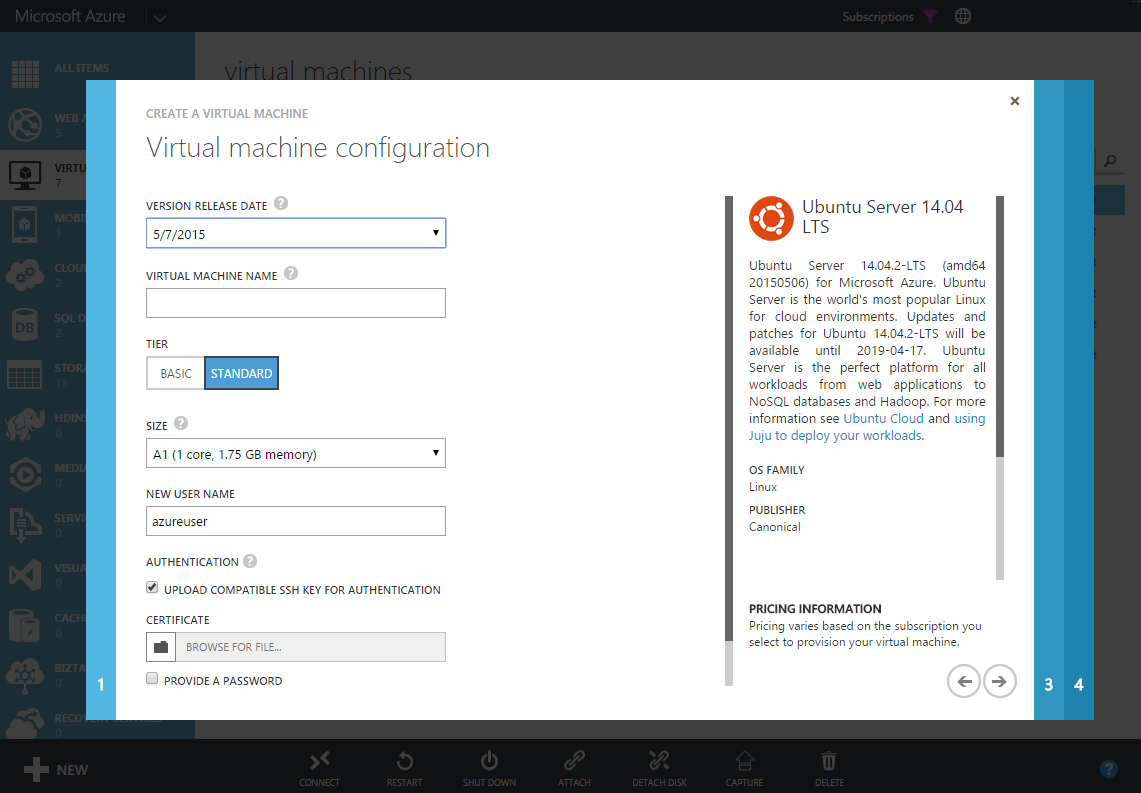 Microsoft Azure
Subscriptions
ALL ITEMS
virtual machines
WEB A
5
VIRTU
7
MOBI
1
CLOU
2
SQL D
2
DB
STORA
13
HDINS
0
MEDIA
0
SERVI
0
VISUA
0
CACH
0
BIZTA
0
RECOVERY SERVICES
0
CREATE A VIRTUAL MACHINE
Virtual machine configuration
VERSION RELEASE DATE ?
5/7/2015
VIRTUAL MACHINE NAME ?
TIER
BASIC STANDARD
SIZE ?
A1 (1 core, 1.75 GB memory)
NEW USER NAME
azureuser
AUTHENTICATION ?
UPLOAD COMPATIBLE SSH KEY FOR AUTHENTICATION
CERTIFICATE
BROWSE FOR FILE...
PROVIDE A PASSWORD
Ubuntu Server 14.04
LTS
Ubuntu Server 14.04.2-LTS (amd64
20150506) for Microsoft Azure. Ubuntu
Server is the world's most popular Linux
for cloud environments. Updates and
patches for Ubuntu 14.04.2-LTS will be
available until 2019-04-17. Ubuntu
Server is the perfect platform for all
workloads from web applications to
NoSQL databases and Hadoop. For more
information see Ubuntu Cloud and using
Juju to deploy your workloads.
OS FAMILY
Linux
PUBLISHER
Canonical
PRICING INFORMATION
Pricing varies based on the subscription you
select to provision your virtual machine.
1
3 4
NEW
CONNECT RESTART SHUT DOWN ATTACH DETACH DISK CAPTURE DELETE
?